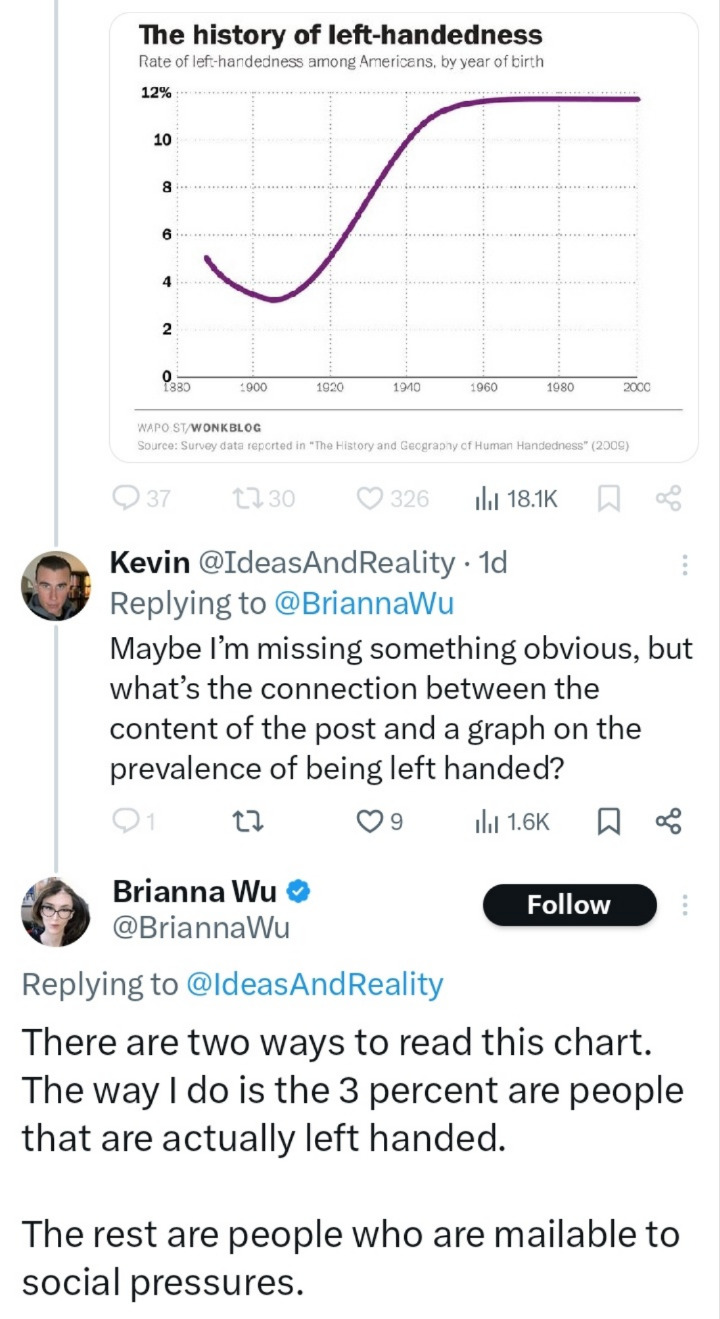 The history of left-handedness
Rate of left-handedness among Americans, by year of birth
12%
10
8
6
4
2
0
1880 1900 1920 1940 1960 1980 2000
WAPO.ST/WONKBLOG
Source: Survey data reported in "The History and Geography of Human Handedness" (2009)
37 30 326 18.1K
Kevin @IdeasAndReality · 1d
Replying to @BriannaWu
Maybe I'm missing something obvious, but
what's the connection between the
content of the post and a graph on the
prevalence of being left handed?
1 9 1.6K
Brianna Wu
Follow
@BriannaWu
Replying to @IdeasAndReality
There are two ways to read this chart.
The way I do is the 3 percent are people
that are actually left handed.
The rest are people who are mailable to
social pressures.